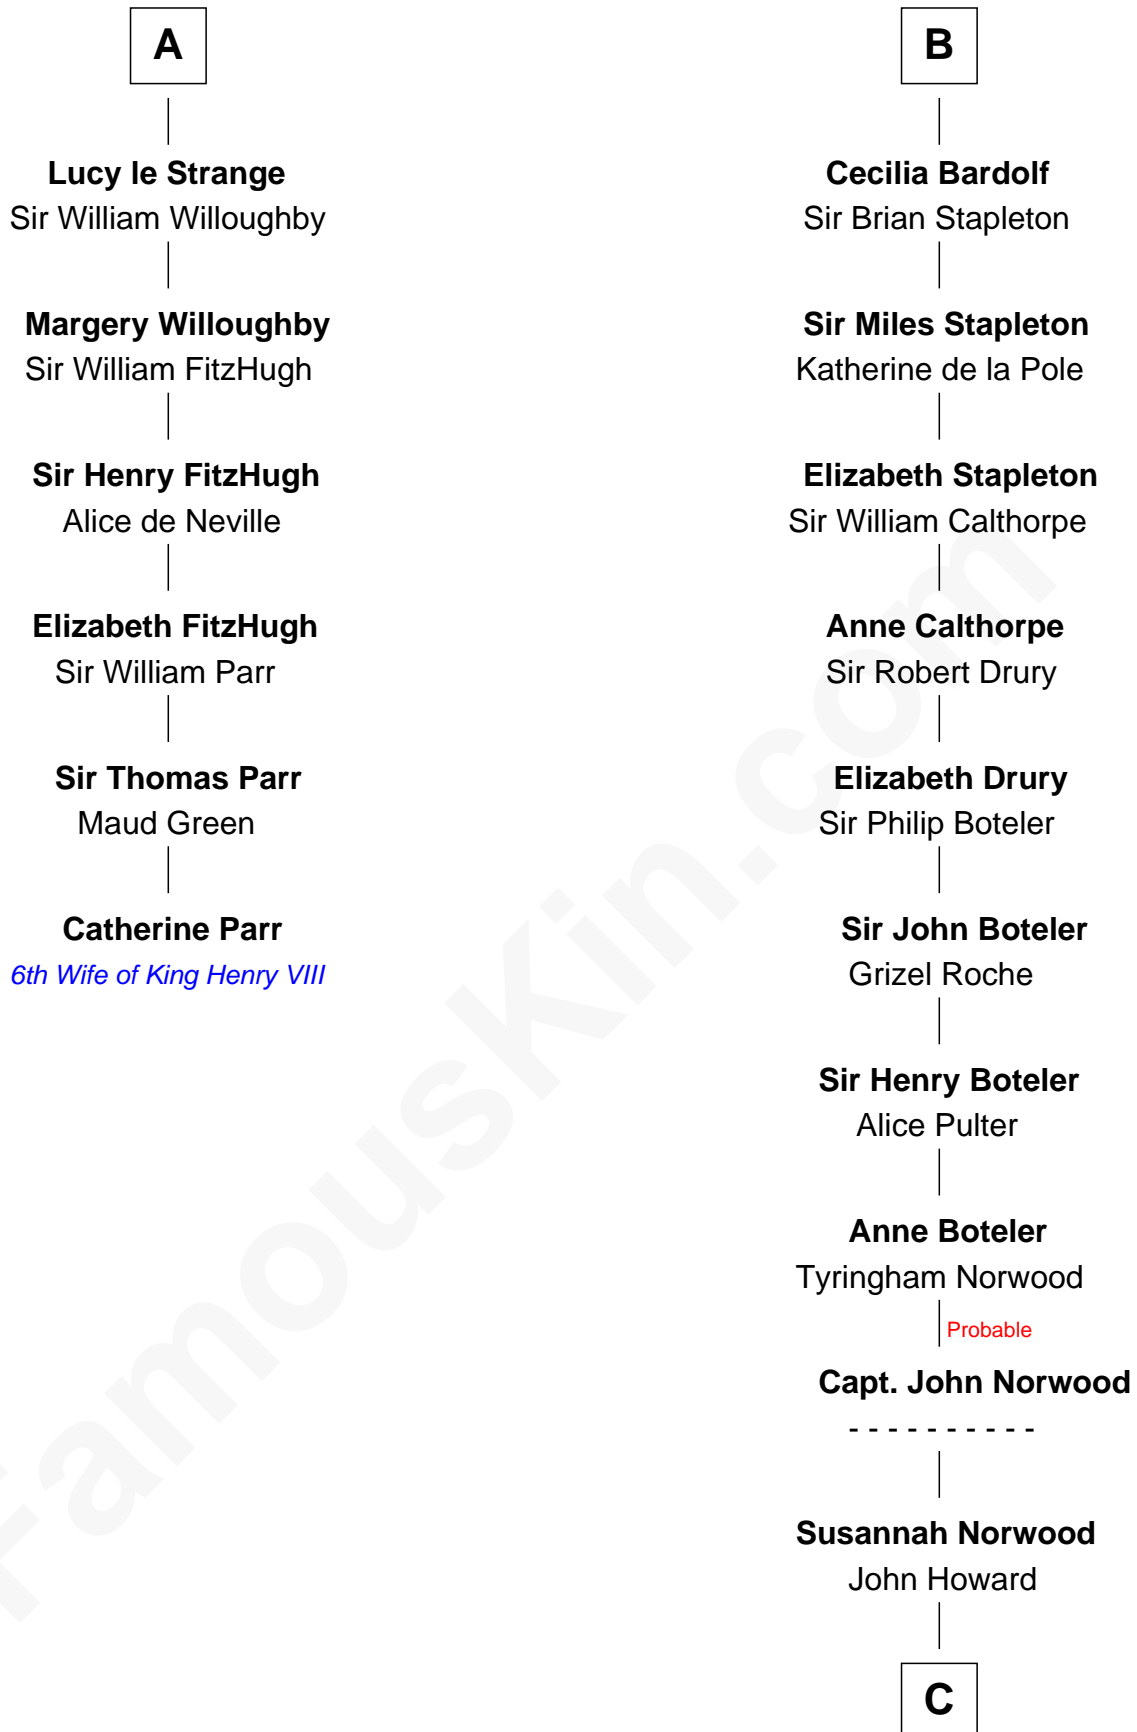 A
Lucy le Strange
Sir William Willoughby
Margery Willoughby
Sir William FitzHugh
Sir Henry FitzHugh
Alice de Neville
Elizabeth FitzHugh
Sir William Parr
Sir Thomas Parr
Maud Green
Catherine Parr
6th Wife of King Henry VIII
B
Cecilia Bardolf
Sir Brian Stapleton
Sir Miles Stapleton
Katherine de la Pole
Elizabeth Stapleton
Sir William Calthorpe
Anne Calthorpe
Sir Robert Drury
Elizabeth Drury
Sir Philip Boteler
Sir John Boteler
Grizel Roche
Sir Henry Boteler
Alice Pulter
Anne Boteler
Tyringham Norwood
Probable
Capt. John Norwood
- - - - - - - - - -
Susannah Norwood
John Howard
C
FamousKin.com